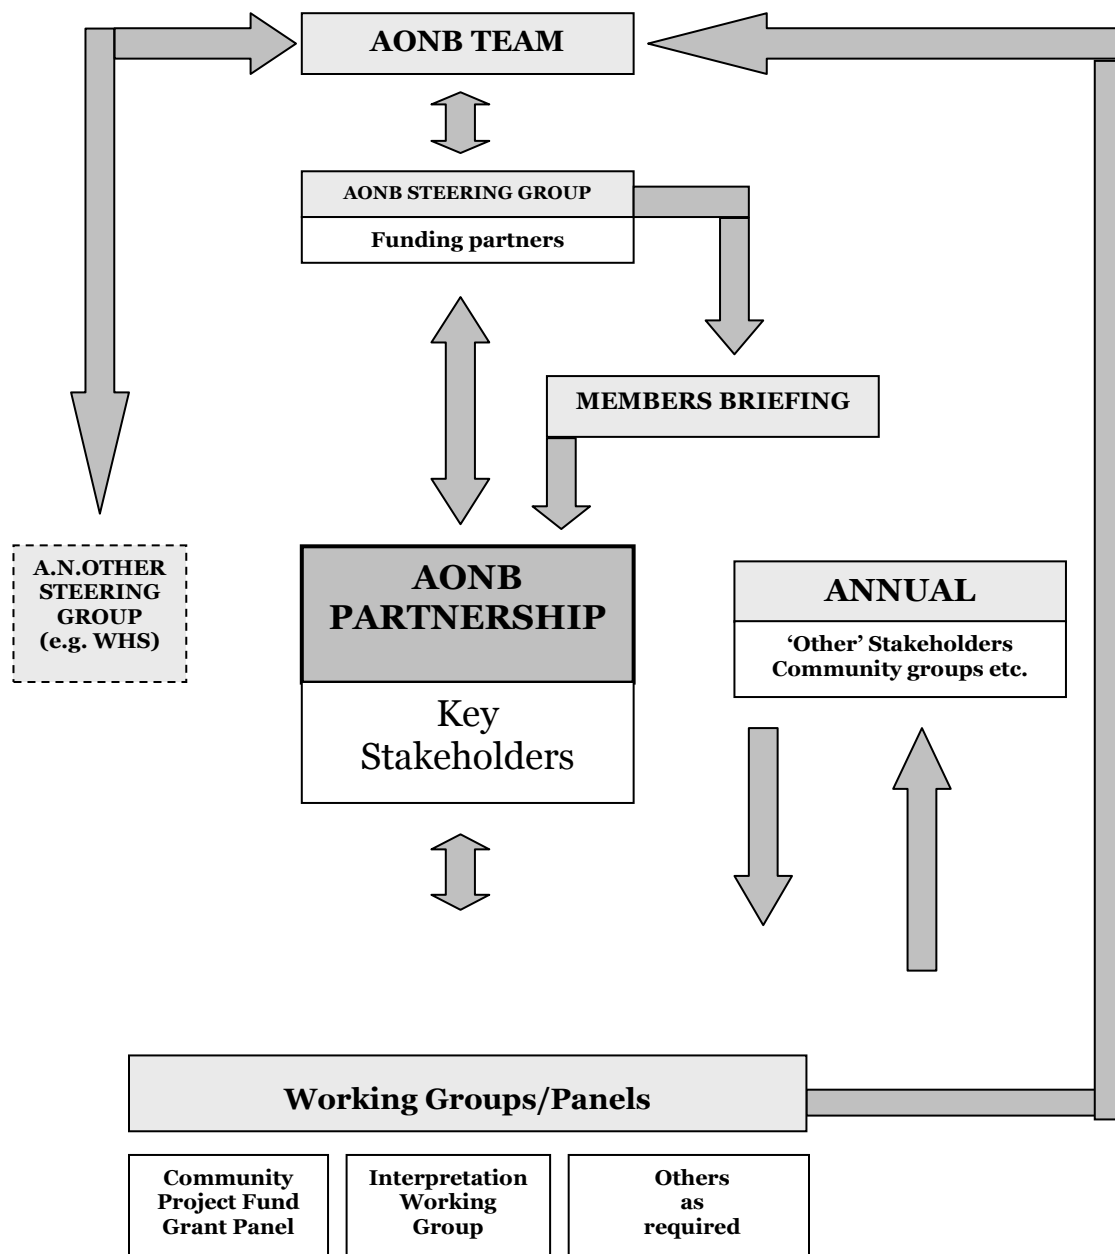 AONB TEAM
AONB STEERING GROUP
Funding partners
MEMBERS BRIEFING
A.N.OTHER
STEERING
GROUP
(e.g. WHS)
AONB
PARTNERSHIP
Key
Stakeholders
ANNUAL
‘Other’ Stakeholders
Community groups etc.
Working Groups/Panels
Community
Project Fund
Grant Panel
Interpretation
Working
Group
Others
as
required